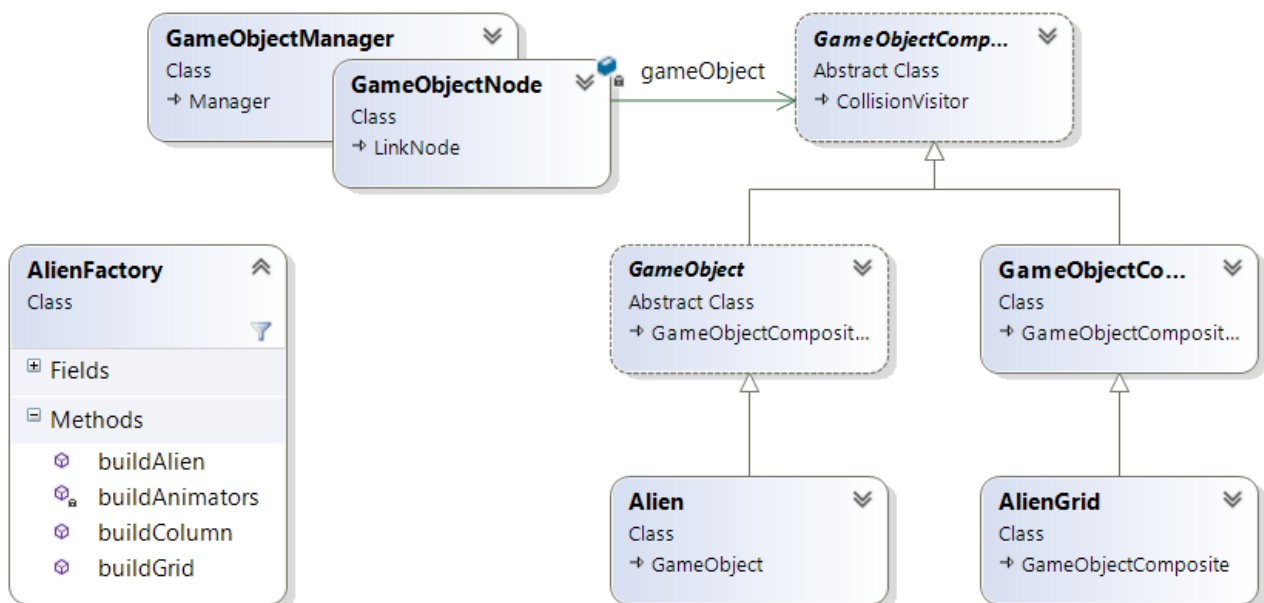 GameObjectManager
Class
Manager
GameObjectNode
Class
LinkNode
gameObject
GameObjectComp...
Abstract Class
CollisionVisitor
AlienFactory
Class
Fields
Methods
buildAlien
buildAnimators
buildColumn
buildGrid
GameObject
Abstract Class
GameObjectComposit...
GameObjectCo...
Class
GameObjectComposit...
Alien
Class
GameObject
AlienGrid
Class
GameObjectComposite